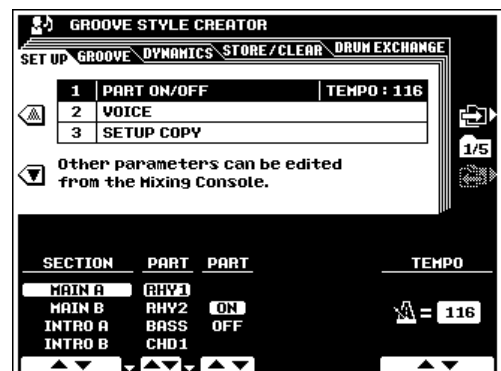 GROOVE STYLE CREATOR
SET UP GROOVE DYNAMICS STORE/CLEAR DRUM EXCHANGE
1 PART ON/OFF TEMPO : 116
2 VOICE
3 SETUP COPY
1/5
Other parameters can be edited
from the Mixing Console.
SECTION PART PART TEMPO
MAIN A RHY1
MAIN B RHY2 ON = 116
INTRO A BASS OFF
INTRO B CHD1